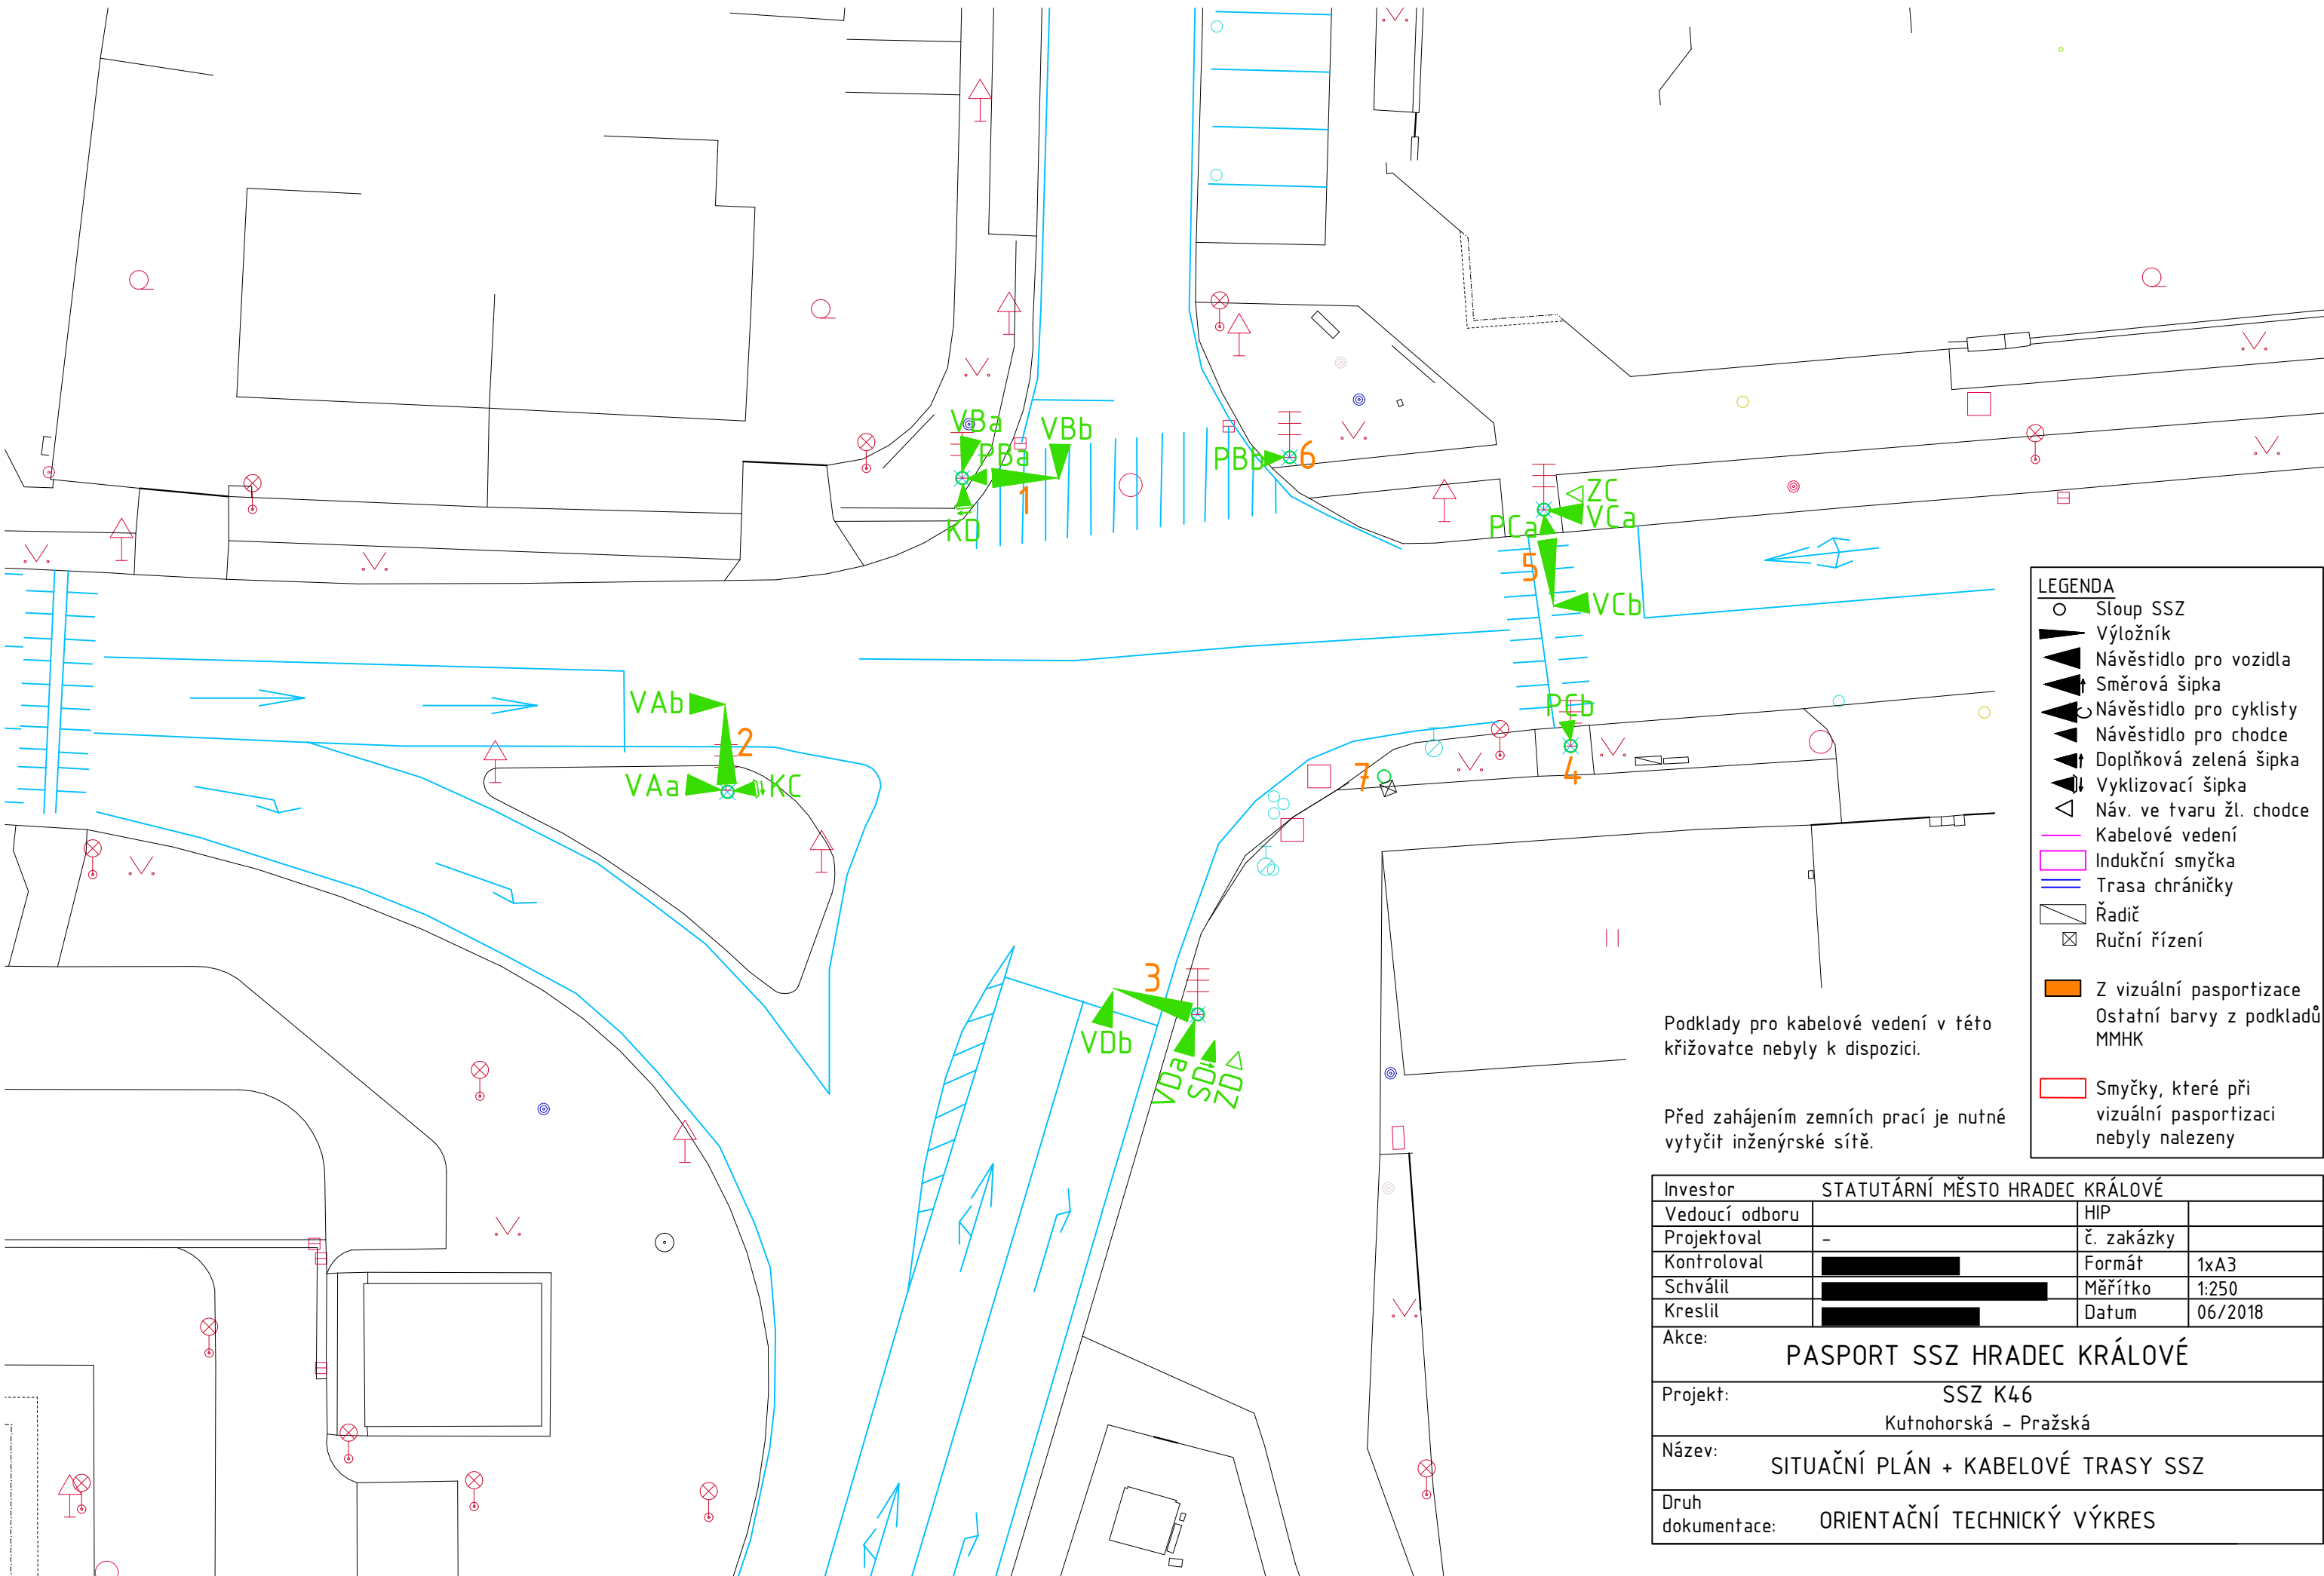 VBa
VBb
PBa
1
KD
PBb
6
ZC
VCa
PCa
5
VCb
VAb
2
VAa
KC
PCb
7
4
3
VDb
VDa
SD
ZD
LEGENDA
Sloup SSZ
Výložník
Návěstidlo pro vozidla
Směrová šipka
Návěstidlo pro cyklisty
Návěstidlo pro chodce
Doplňková zelená šipka
Vyklizovací šipka
Náv. ve tvaru žl. chodce
Kabelové vedení
Indukční smyčka
Trasa chráničky
Řadič
Ruční řízení
Z vizuální pasportizace
Ostatní barvy z podkladů
MMHK
Smyčky, které při
vizuální pasportizaci
nebyly nalezeny
Podklady pro kabelové vedení v této
křižovatce nebyly k dispozici.
Před zahájením zemních prací je nutné
vytyčit inženýrské sítě.
Investor STATUTÁRNÍ MĚSTO HRADEC KRÁLOVÉ
Vedoucí odboru HIP
Projektoval - č. zakázky
Kontroloval Formát 1xA3
Schválil Měřítko 1:250
Kreslil Datum 06/2018
Akce:
PASPORT SSZ HRADEC KRÁLOVÉ
Projekt: SSZ K46
Kutnohorská - Pražská
Název:
SITUAČNÍ PLÁN + KABELOVÉ TRASY SSZ
Druh
dokumentace: ORIENTAČNÍ TECHNICKÝ VÝKRES